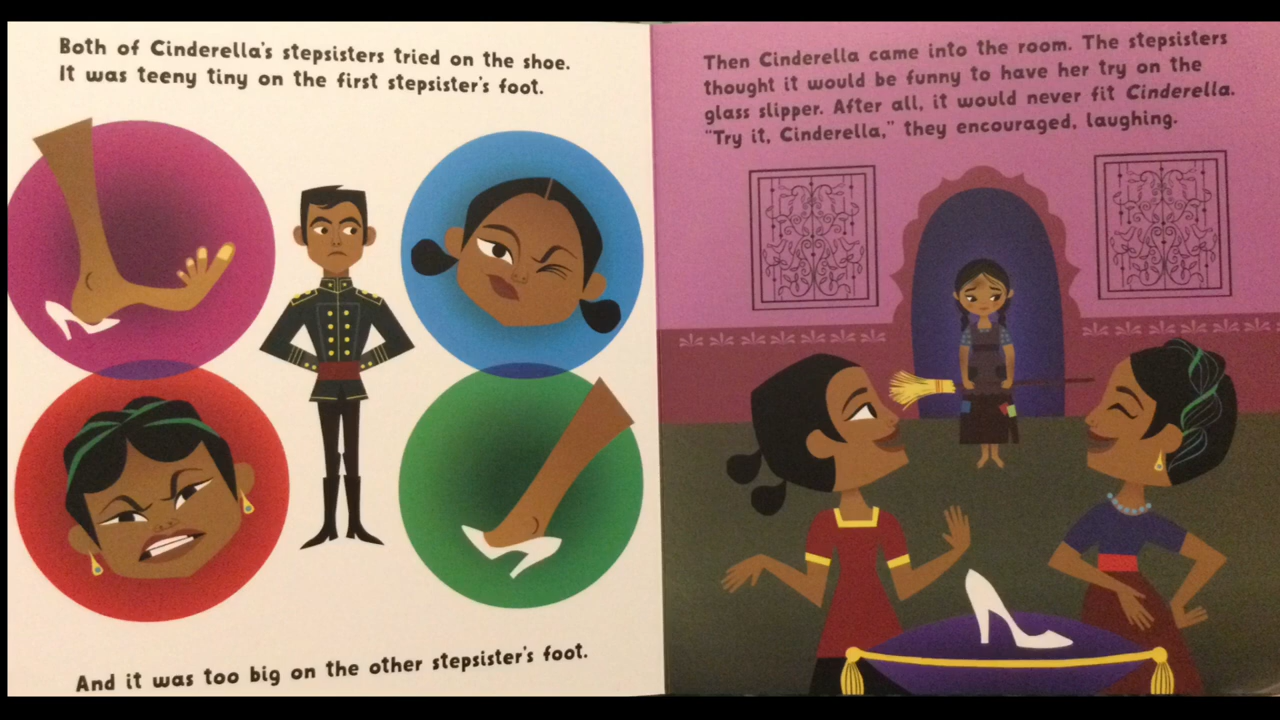 Both of Cinderella's stepsisters tried on the shoe.
It was teeny tiny on the first stepsister's foot.
And it was too big on the other stepsister's foot.
Then Cinderella came into the room. The stepsisters
thought it would be funny to have her try on the
glass slipper. After all, it would never fit Cinderella.
"Try it, Cinderella," they encouraged, laughing.